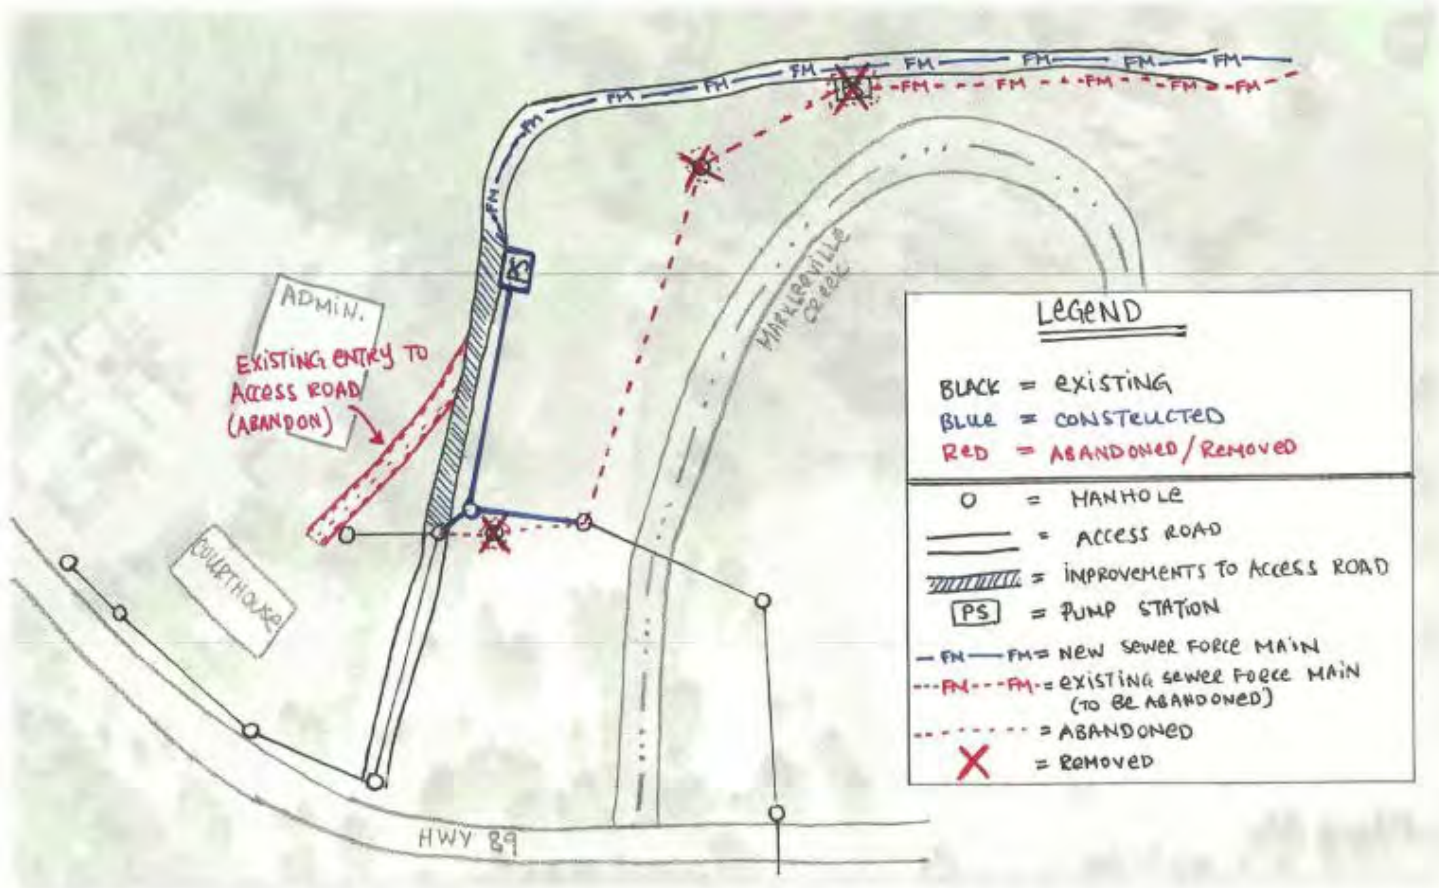 FM FM FM FM FM FM FM FM
FM
FM
PS
FM FM FM FM FM
PS
ADMIN.
EXISTING ENTRY TO
ACCESS ROAD
(ABANDON)
MARKLEEVILLE
CREEK
COURTHOUSE
HWY 89
LEGEND
BLACK = EXISTING
BLUE = CONSTRUCTED
RED = ABANDONED/REMOVED
= MANHOLE
= ACCESS ROAD
= IMPROVEMENTS TO ACCESS ROAD
PS = PUMP STATION
FM FM = NEW SEWER FORCE MAIN
FM FM = EXISTING SEWER FORCE MAIN
(TO BE ABANDONED)
= ABANDONED
= REMOVED